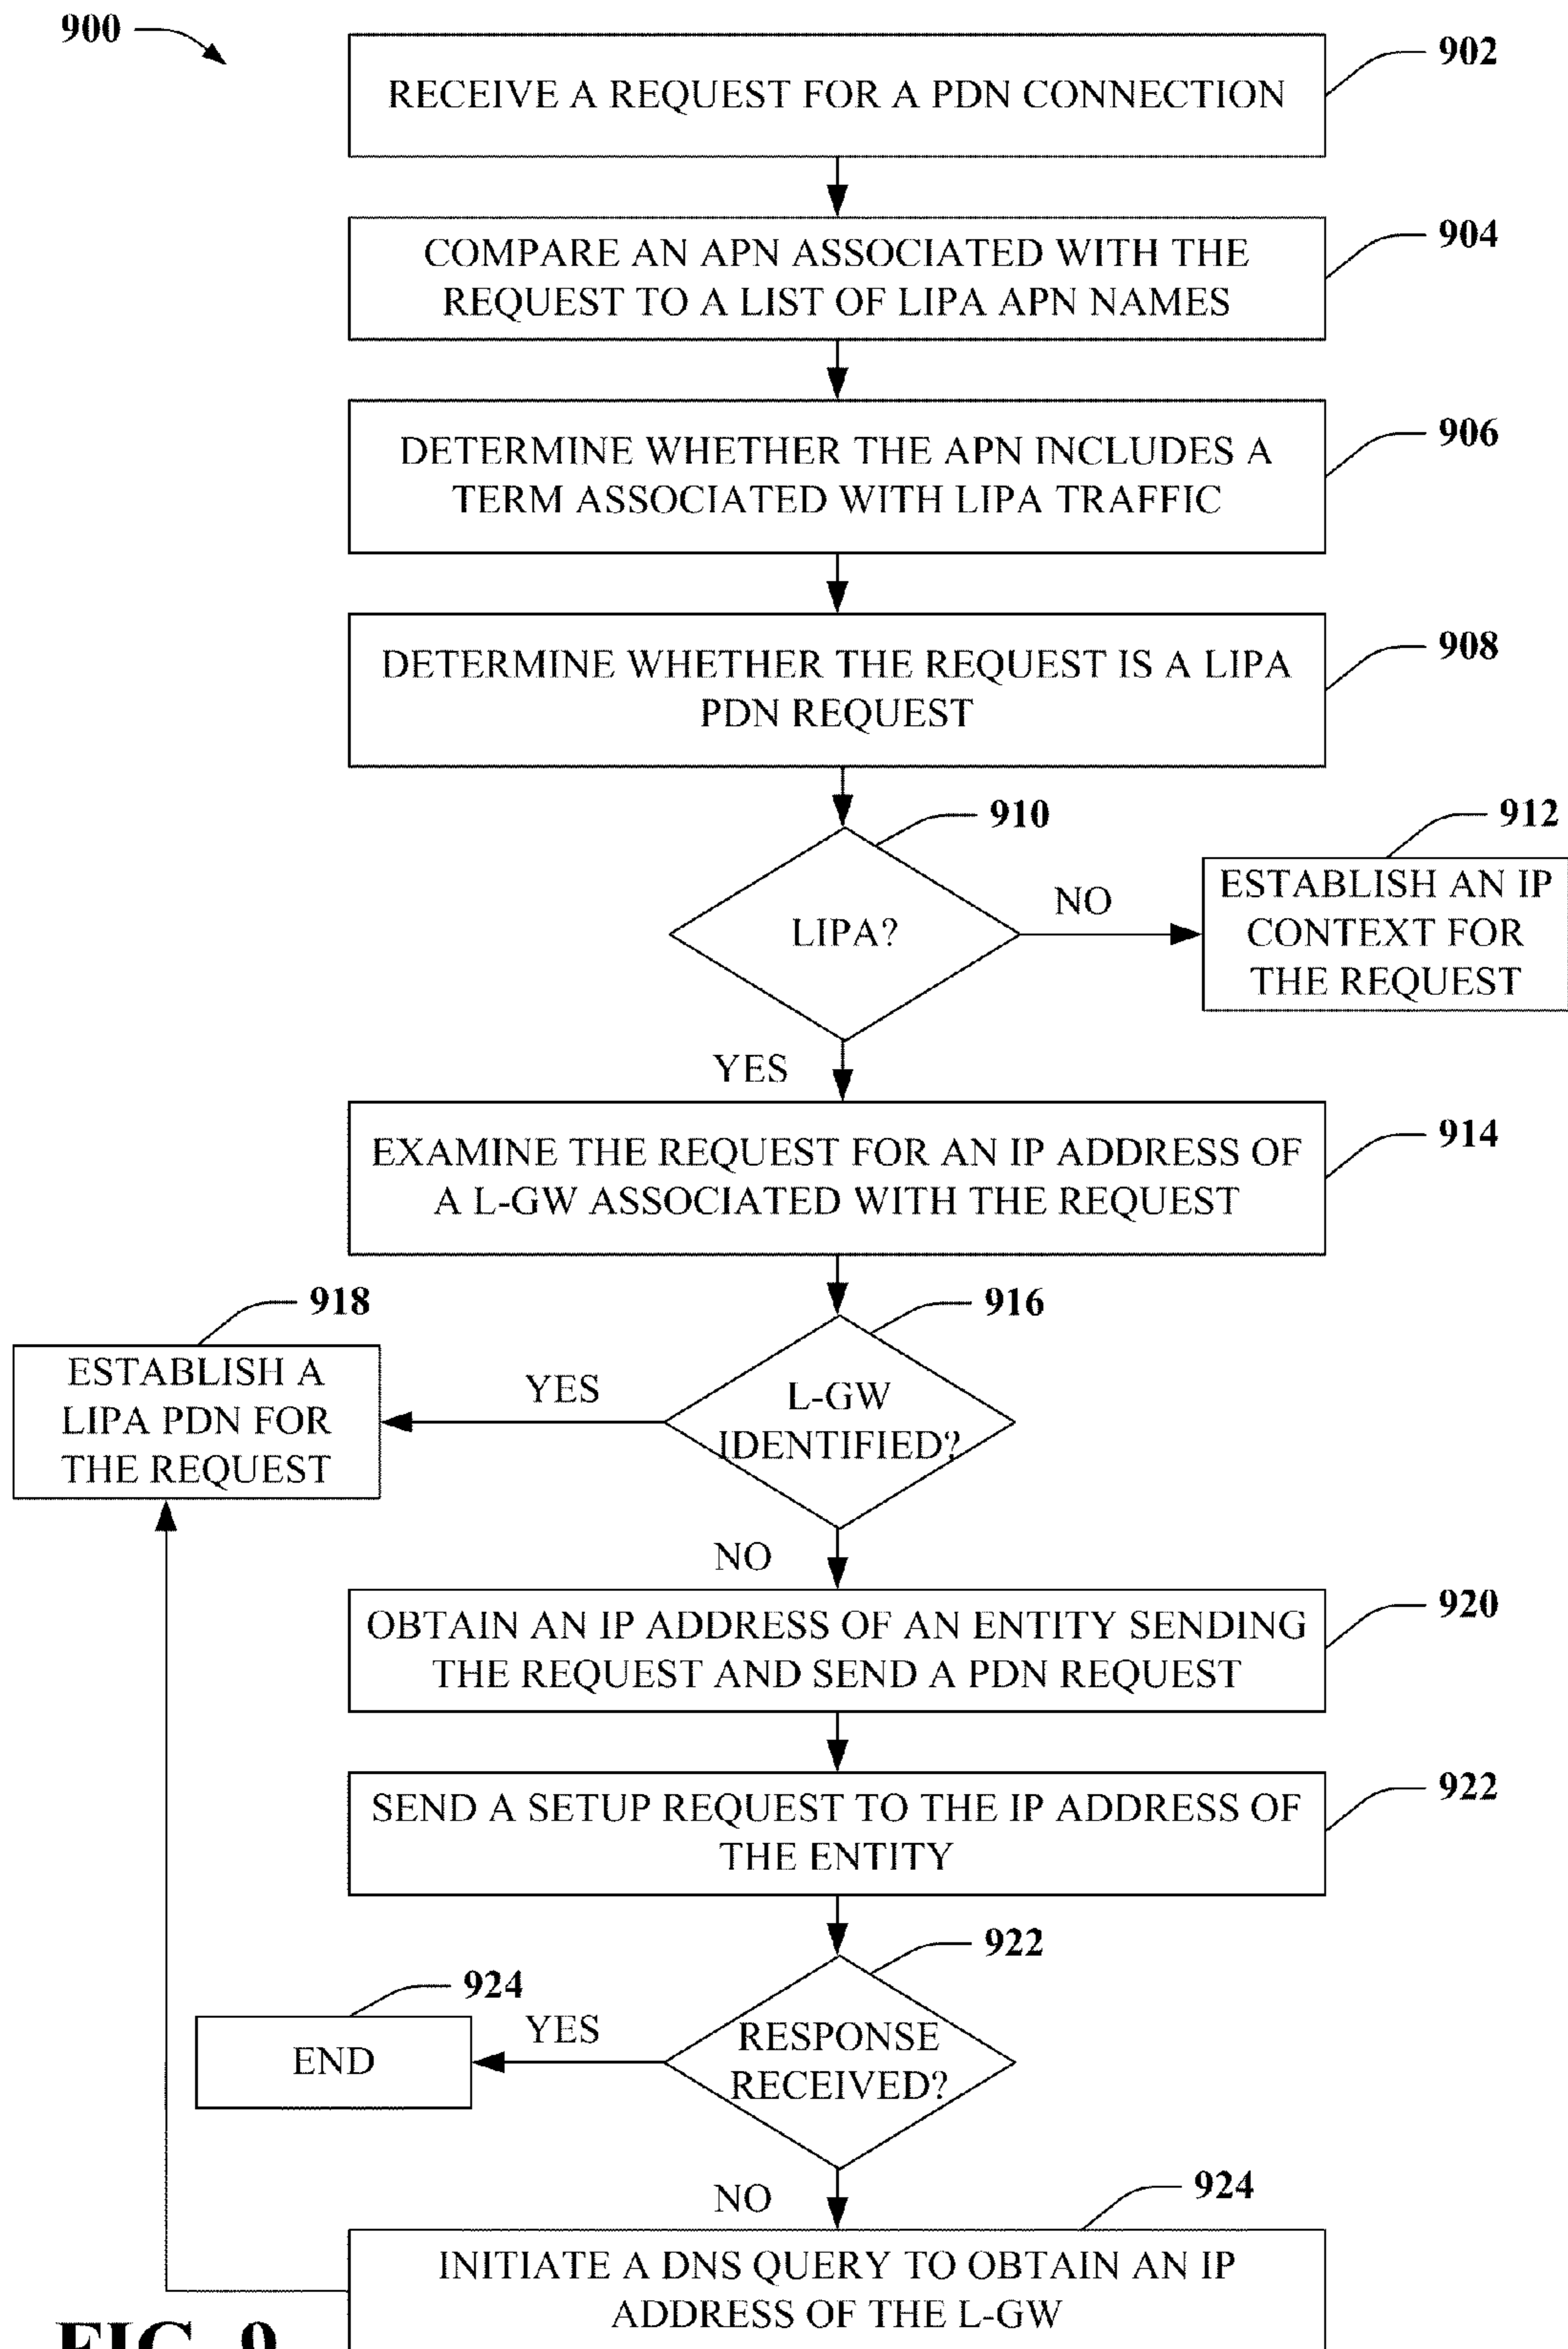 900
902
RECEIVE A REQUEST FOR A PDN CONNECTION
904
COMPARE AN APN ASSOCIATED WITH THE
REQUEST TO A LIST OF LIPA APN NAMES
906
DETERMINE WHETHER THE APN INCLUDES A
TERM ASSOCIATED WITH LIPA TRAFFIC
908
DETERMINE WHETHER THE REQUEST IS A LIPA
PDN REQUEST
910
LIPA?
NO
912
ESTABLISH AN IP
CONTEXT FOR
THE REQUEST
YES
914
EXAMINE THE REQUEST FOR AN IP ADDRESS OF
A L-GW ASSOCIATED WITH THE REQUEST
916
L-GW
IDENTIFIED?
YES
918
ESTABLISH A
LIPA PDN FOR
THE REQUEST
NO
920
OBTAIN AN IP ADDRESS OF AN ENTITY SENDING
THE REQUEST AND SEND A PDN REQUEST
922
SEND A SETUP REQUEST TO THE IP ADDRESS OF
THE ENTITY
922
RESPONSE
RECEIVED?
YES
924
END
NO
924
INITIATE A DNS QUERY TO OBTAIN AN IP
ADDRESS OF THE L-GW
FIG. 9